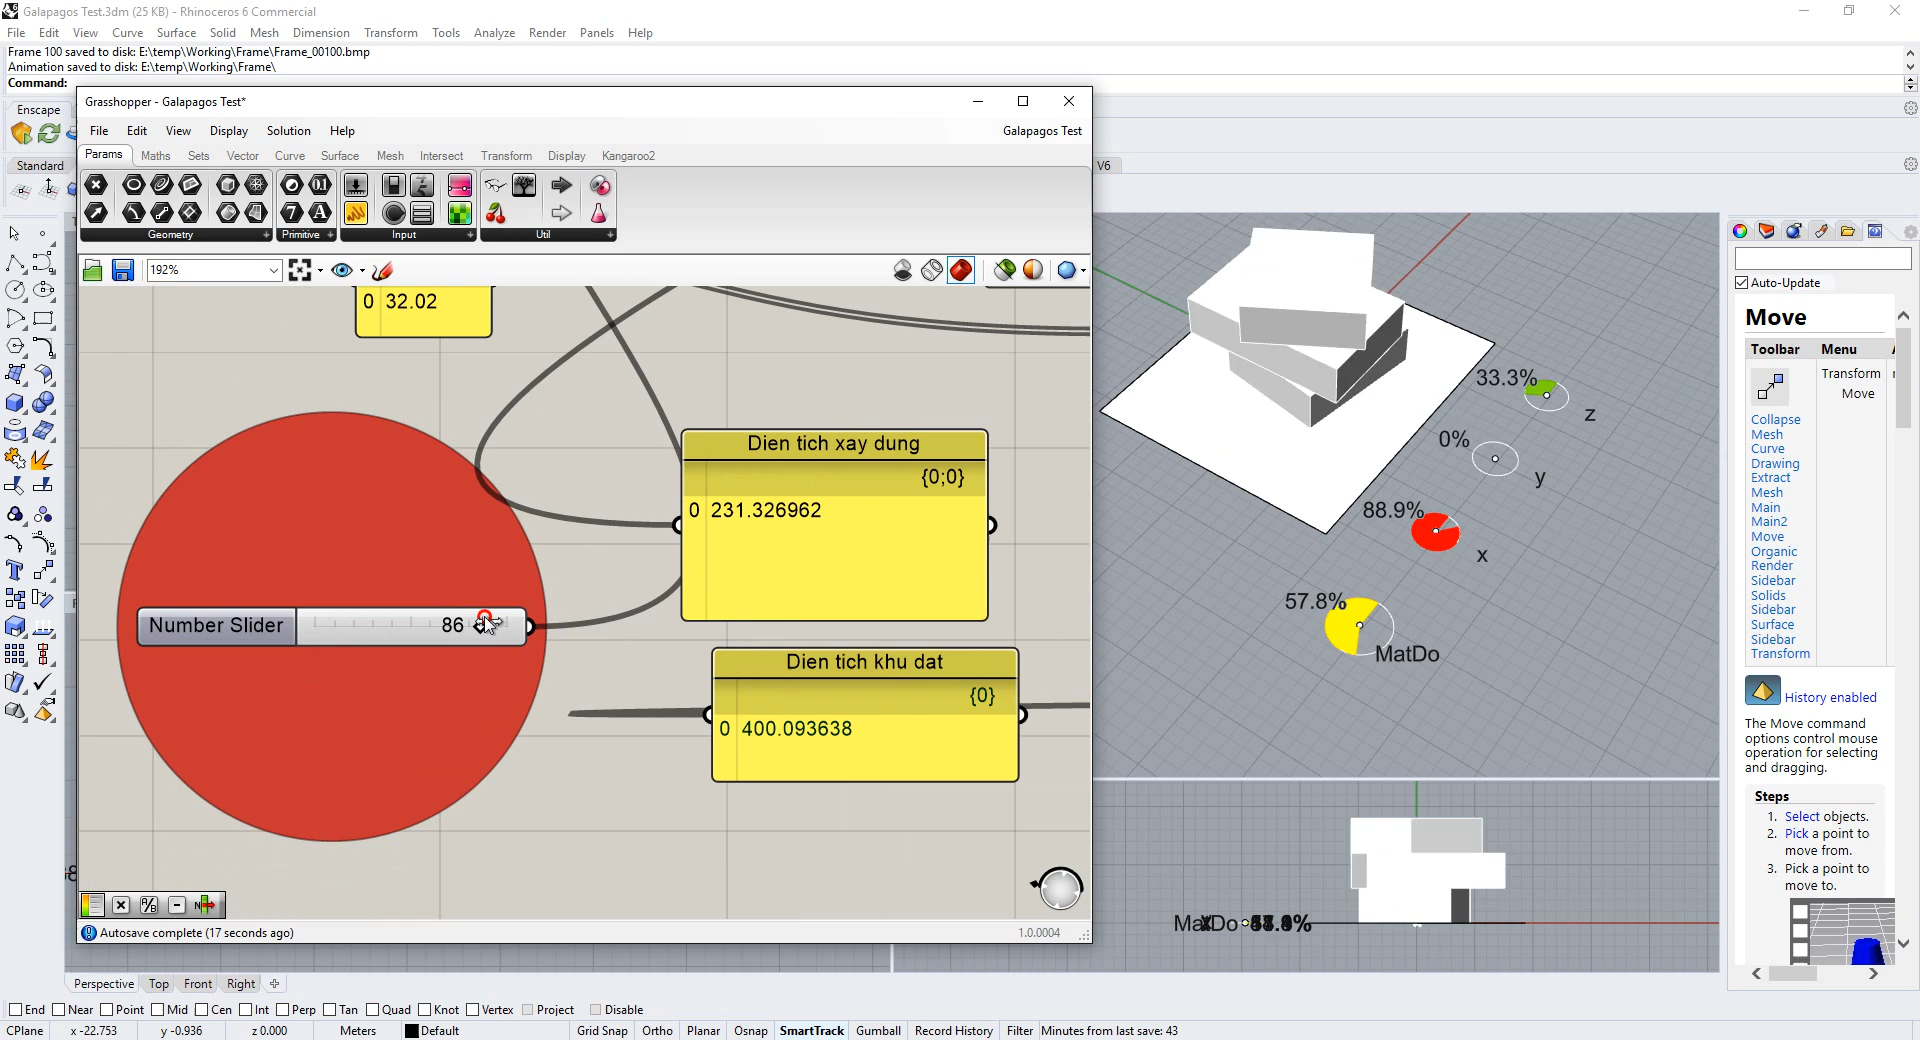 Galapagos Test.3dm (25 KB) - Rhinoceros 6 Commercial
File Edit View Curve Surface Solid Mesh Dimension Transform Tools Analyze Render Panels Help
Frame 100 saved to disk: E:\temp\Working\Frame\Frame_00100.bmp
Animation saved to disk: E:\temp\Working\Frame\
Command:
Enscape
Standard
V6
Grasshopper - Galapagos Test*
File Edit View Display Solution Help
Galapagos Test
Params Maths Sets Vector Curve Surface Mesh Intersect Transform Display Kangaroo2
Geometry Primitive Input Util
192%
0 32.02
Dien tich xay dung
{0;0}
0 231.326962
Number Slider
86
Dien tich khu dat
{0}
0 400.093638
Autosave complete (17 seconds ago)
1.0.0004
33.3%
z
0%
y
88.9%
x
57.8%
MatDo
Auto-Update
Move
Toolbar Menu
Transform
Move
Collapse
Mesh
Curve
Drawing
Extract
Mesh
Main
Main2
Move
Organic
Render
Sidebar
Solids
Sidebar
Surface
Sidebar
Transform
History enabled
The Move command
options control mouse
operation for selecting
and dragging.
Steps
1. Select objects.
2. Pick a point to
move from.
3. Pick a point to
move to.
Perspective Top Front Right
End Near Point Mid Cen Int Perp Tan Quad Knot Vertex Project Disable
CPlane x -22.753 y -0.936 z 0.000 Meters Default Grid Snap Ortho Planar Osnap SmartTrack Gumball Record History Filter Minutes from last save: 43